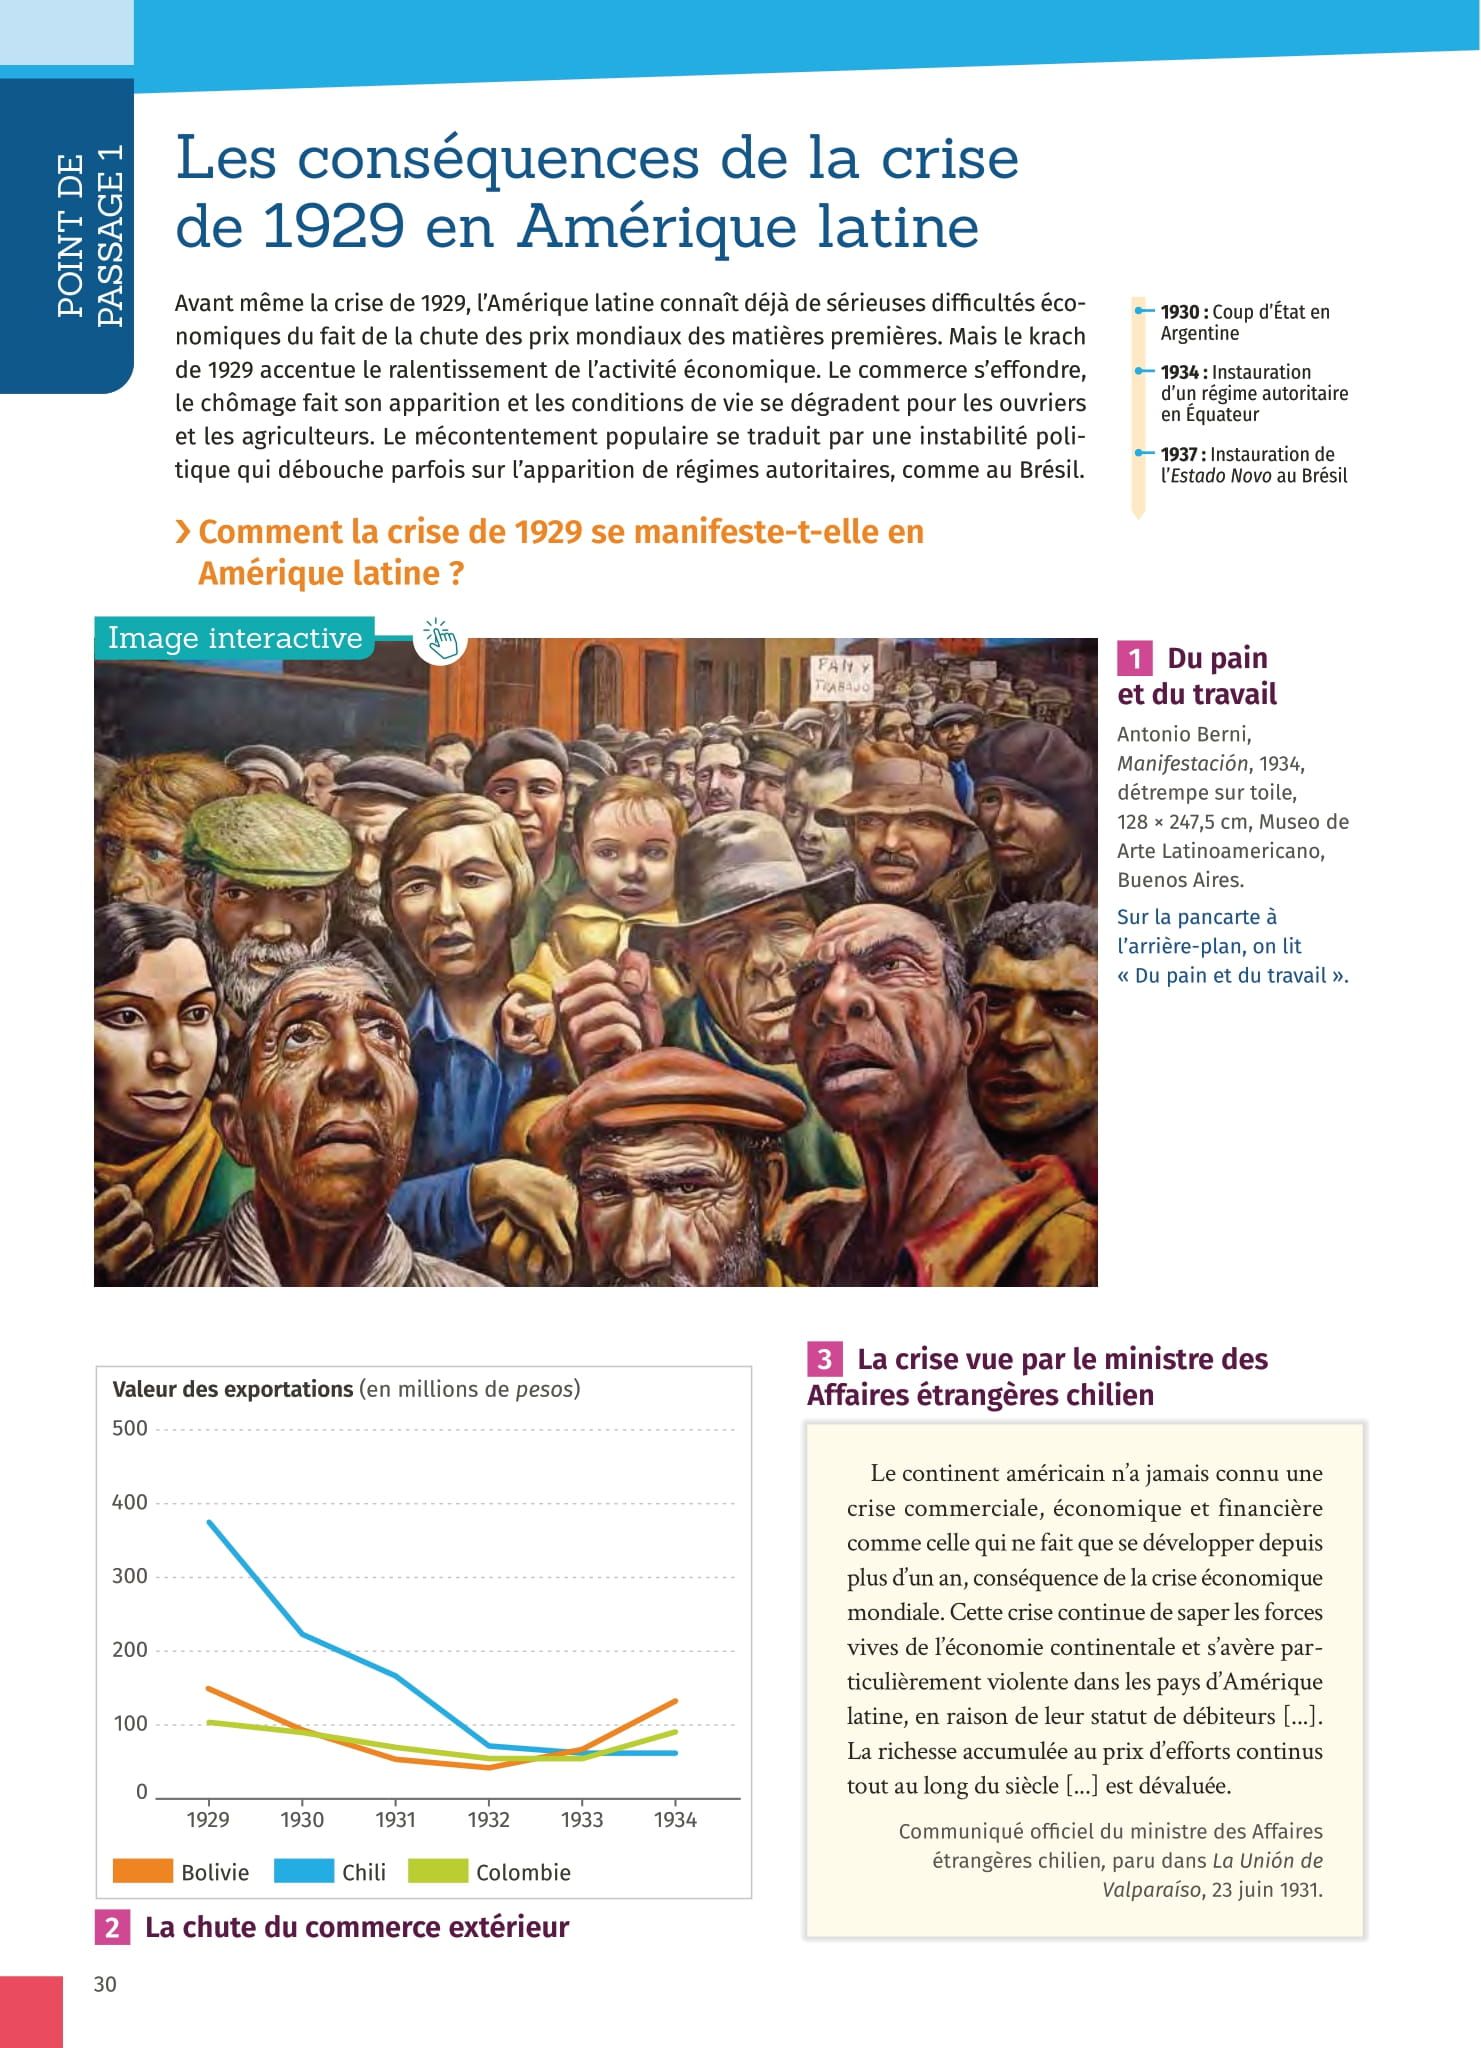 POINT DE
PASSAGE 1
Les conséquences de la crise
de 1929 en Amérique latine
Avant même la crise de 1929, l’Amérique latine connaît déjà de sérieuses difficultés éco-
nomiques du fait de la chute des prix mondiaux des matières premières. Mais le krach
de 1929 accentue le ralentissement de l’activité économique. Le commerce s’effondre,
le chômage fait son apparition et les conditions de vie se dégradent pour les ouvriers
et les agriculteurs. Le mécontentement populaire se traduit par une instabilité poli-
tique qui débouche parfois sur l’apparition de régimes autoritaires, comme au Brésil.
1930 : Coup d’État en
Argentine
1934 : Instauration
d’un régime autoritaire
en Équateur
1937 : Instauration de
l’Estado Novo au Brésil
Comment la crise de 1929 se manifeste-t-elle en
Amérique latine ?
Image interactive
PAN Y
TRABAJO
1 Du pain
et du travail
Antonio Berni,
Manifestación, 1934,
détrempe sur toile,
128 × 247,5 cm, Museo de
Arte Latinoamericano,
Buenos Aires.
Sur la pancarte à
l’arrière-plan, on lit
« Du pain et du travail ».
Valeur des exportations (en millions de pesos)
500
400
300
200
100
0
1929 1930 1931 1932 1933 1934
Bolivie Chili Colombie
2 La chute du commerce extérieur
3 La crise vue par le ministre des
Affaires étrangères chilien
Le continent américain n’a jamais connu une
crise commerciale, économique et financière
comme celle qui ne fait que se développer depuis
plus d’un an, conséquence de la crise économique
mondiale. Cette crise continue de saper les forces
vives de l’économie continentale et s’avère par-
ticulièrement violente dans les pays d’Amérique
latine, en raison de leur statut de débiteurs [...].
La richesse accumulée au prix d’efforts continus
tout au long du siècle [...] est dévaluée.
Communiqué officiel du ministre des Affaires
étrangères chilien, paru dans La Unión de
Valparaíso, 23 juin 1931.
30